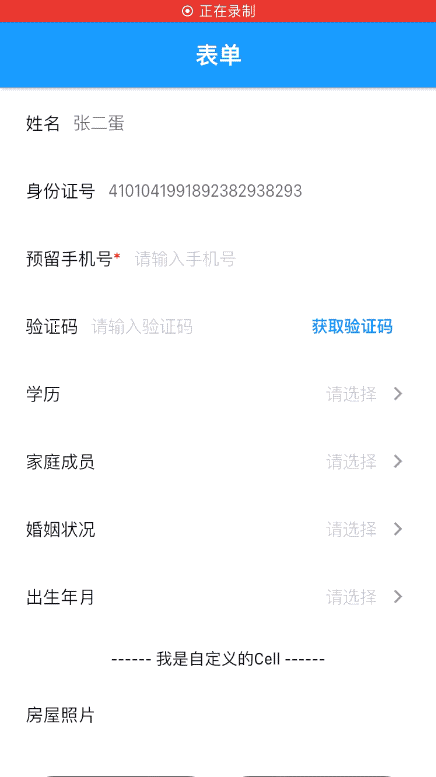 正在录制
表单
姓名 张二蛋
身份证号 4101041991892382938293
预留手机号* 请输入手机号
验证码 请输入验证码 获取验证码
学历 请选择
家庭成员 请选择
婚姻状况 请选择
出生年月 请选择
------ 我是自定义的Cell ------
房屋照片